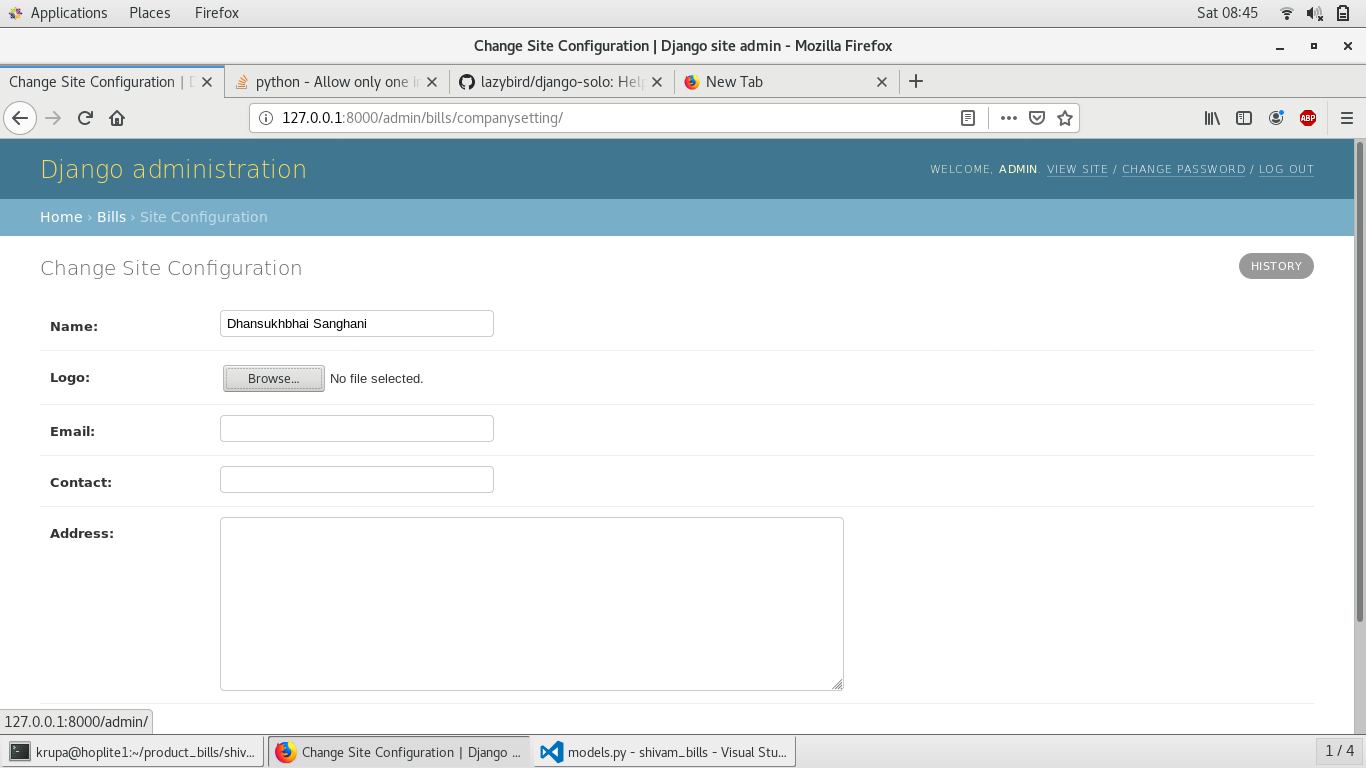 Applications Places Firefox Sat 08:45
Change Site Configuration | Django site admin - Mozilla Firefox
Change Site Configuration | D python - Allow only one i lazybird/django-solo: Help New Tab
127.0.0.1:8000/admin/bills/companysetting/ ABP
Django administration WELCOME, ADMIN. VIEW SITE / CHANGE PASSWORD / LOG OUT
Home › Bills › Site Configuration
Change Site Configuration HISTORY
Name: Dhansukhbhai Sanghani
Logo: Browse... No file selected.
Email:
Contact:
Address:
127.0.0.1:8000/admin/
krupa@hoplite1:~/product_bills/shiv... Change Site Configuration | Django ... models.py - shivam_bills - Visual Stu... 1 / 4